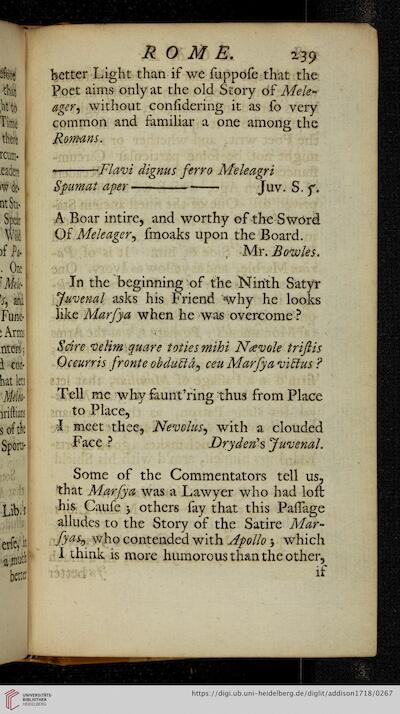 ROME. 239
better Light than if we ſuppoſe that the
Poet aims only at the old Story of Mele-
ager, without conſidering it as ſo very
common and familiar a one among the
Romans.
———Flavi dignus ferro Meleagri
Spumat aper ——— —— Juv. S. 5.
A Boar intire, and worthy of the Sword
Of Meleager, ſmoaks upon the Board.
Mr. Bowles.
In the beginning of the Ninth Satyr
Juvenal asks his Friend why he looks
like Marſya when he was overcome?
Scire velim quare toties mihi Nævole triſtis
Occurris fronte obductâ, ceu Marſya victus?
Tell me why ſaunt'ring thus from Place
to Place,
I meet thee, Nevolus, with a clouded
Face? Dryden's Juvenal.
Some of the Commentators tell us,
that Marſya was a Lawyer who had loſt
his Cauſe; others ſay that this Paſſage
alludes to the Story of the Satire Mar-
ſyas, who contended with Apollo; which
I think is more humorous than the other,
if
UNIVERSITÄTS-
BIBLIOTHEK
HEIDELBERG
https://digi.ub.uni-heidelberg.de/diglit/addison1718/0267